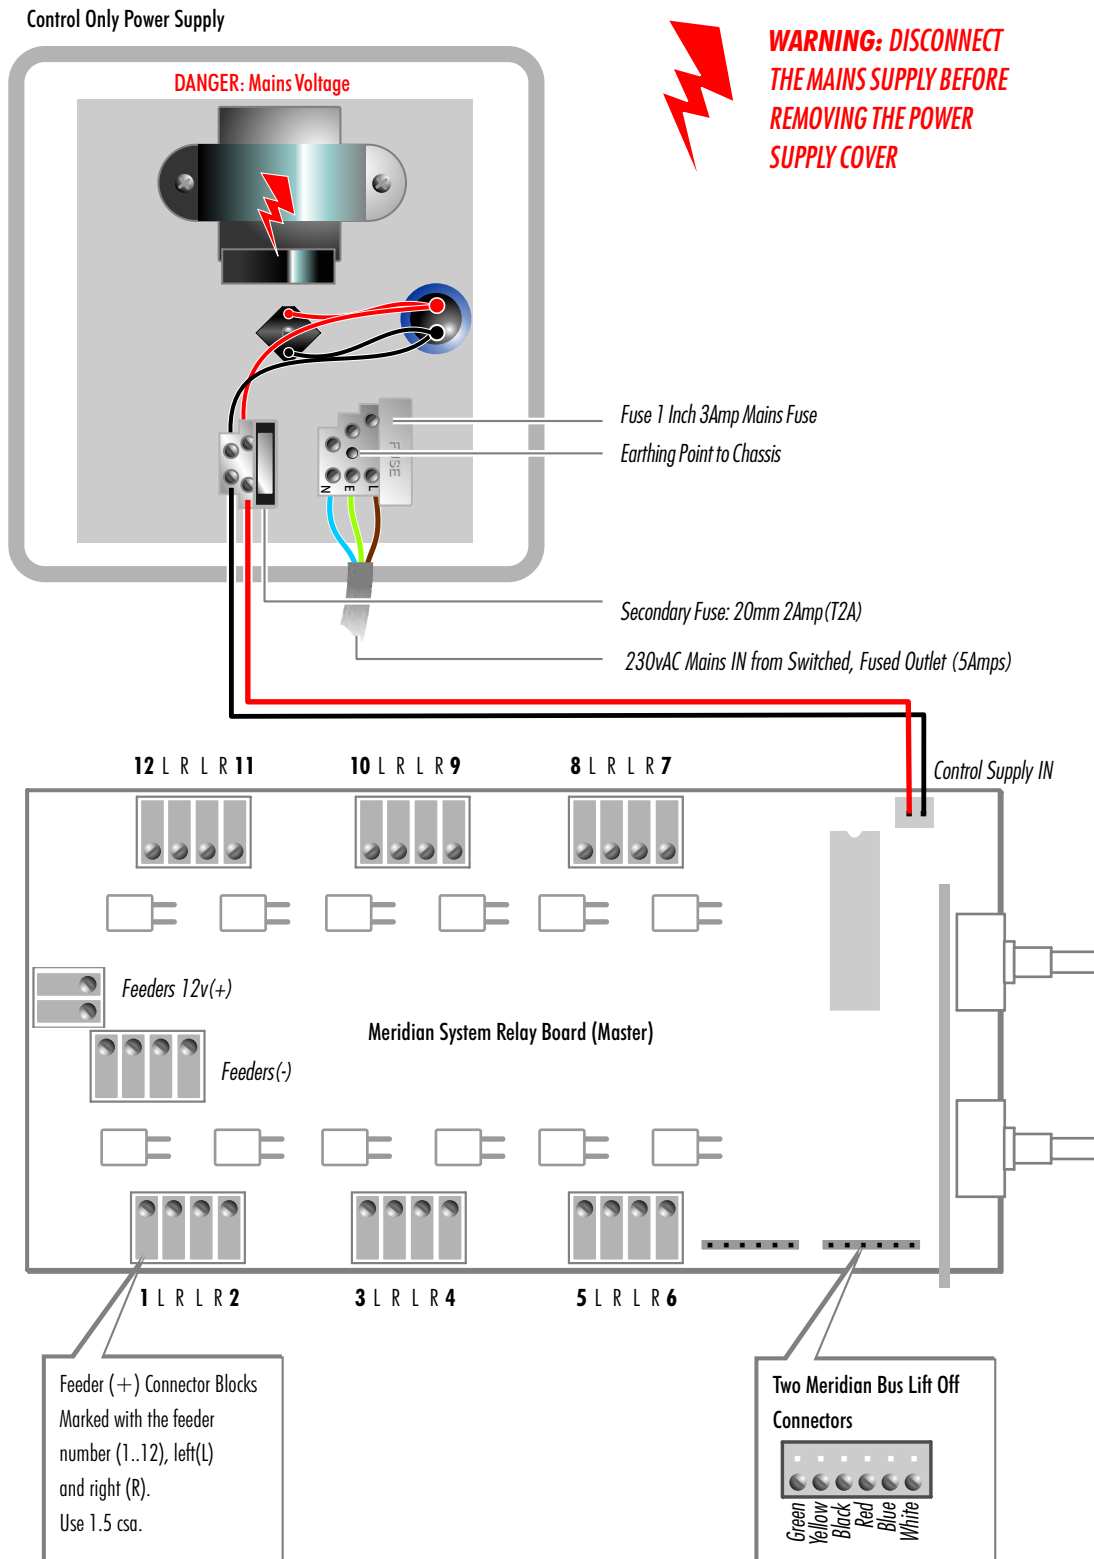 Control Only Power Supply
WARNING: DISCONNECT
THE MAINS SUPPLY BEFORE
REMOVING THE POWER
SUPPLY COVER
DANGER: Mains Voltage
Fuse 1 Inch 3Amp Mains Fuse
Earthing Point to Chassis
FUSE
N E L
Secondary Fuse: 20mm 2Amp(T2A)
230vAC Mains IN from Switched, Fused Outlet (5Amps)
12 L R L R 11
10 L R L R 9
8 L R L R 7
Control Supply IN
Feeders 12v(+)
Meridian System Relay Board (Master)
Feeders(-)
1 L R L R 2
3 L R L R 4
5 L R L R 6
Feeder (+) Connector Blocks
Marked with the feeder
number (1..12), left(L)
and right (R).
Use 1.5 csa.
Two Meridian Bus Lift Off
Connectors
Green
Yellow
Black
Red
Blue
White